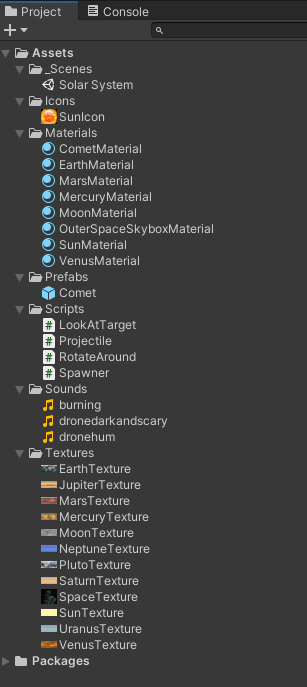 Project
Console
Assets
_Scenes
Solar System
Icons
SunIcon
Materials
CometMaterial
EarthMaterial
MarsMaterial
MercuryMaterial
MoonMaterial
OuterSpaceSkyboxMaterial
SunMaterial
VenusMaterial
Prefabs
Comet
Scripts
LookAtTarget
Projectile
RotateAround
Spawner
Sounds
burning
dronedarkandscary
dronehum
Textures
EarthTexture
JupiterTexture
MarsTexture
MercuryTexture
MoonTexture
NeptuneTexture
PlutoTexture
SaturnTexture
SpaceTexture
SunTexture
UranusTexture
VenusTexture
Packages